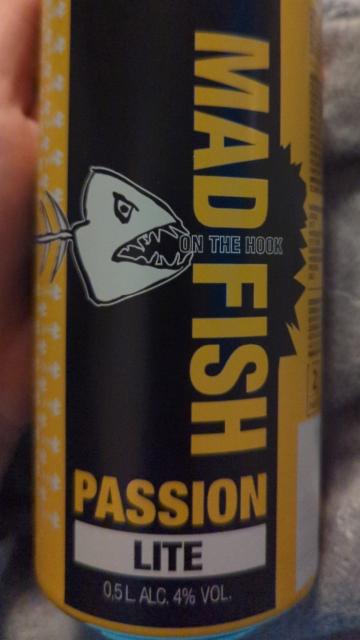 MAD FISH
ON THE HOOK
PASSION
LITE
0,5 L. ALC. 4% VOL.